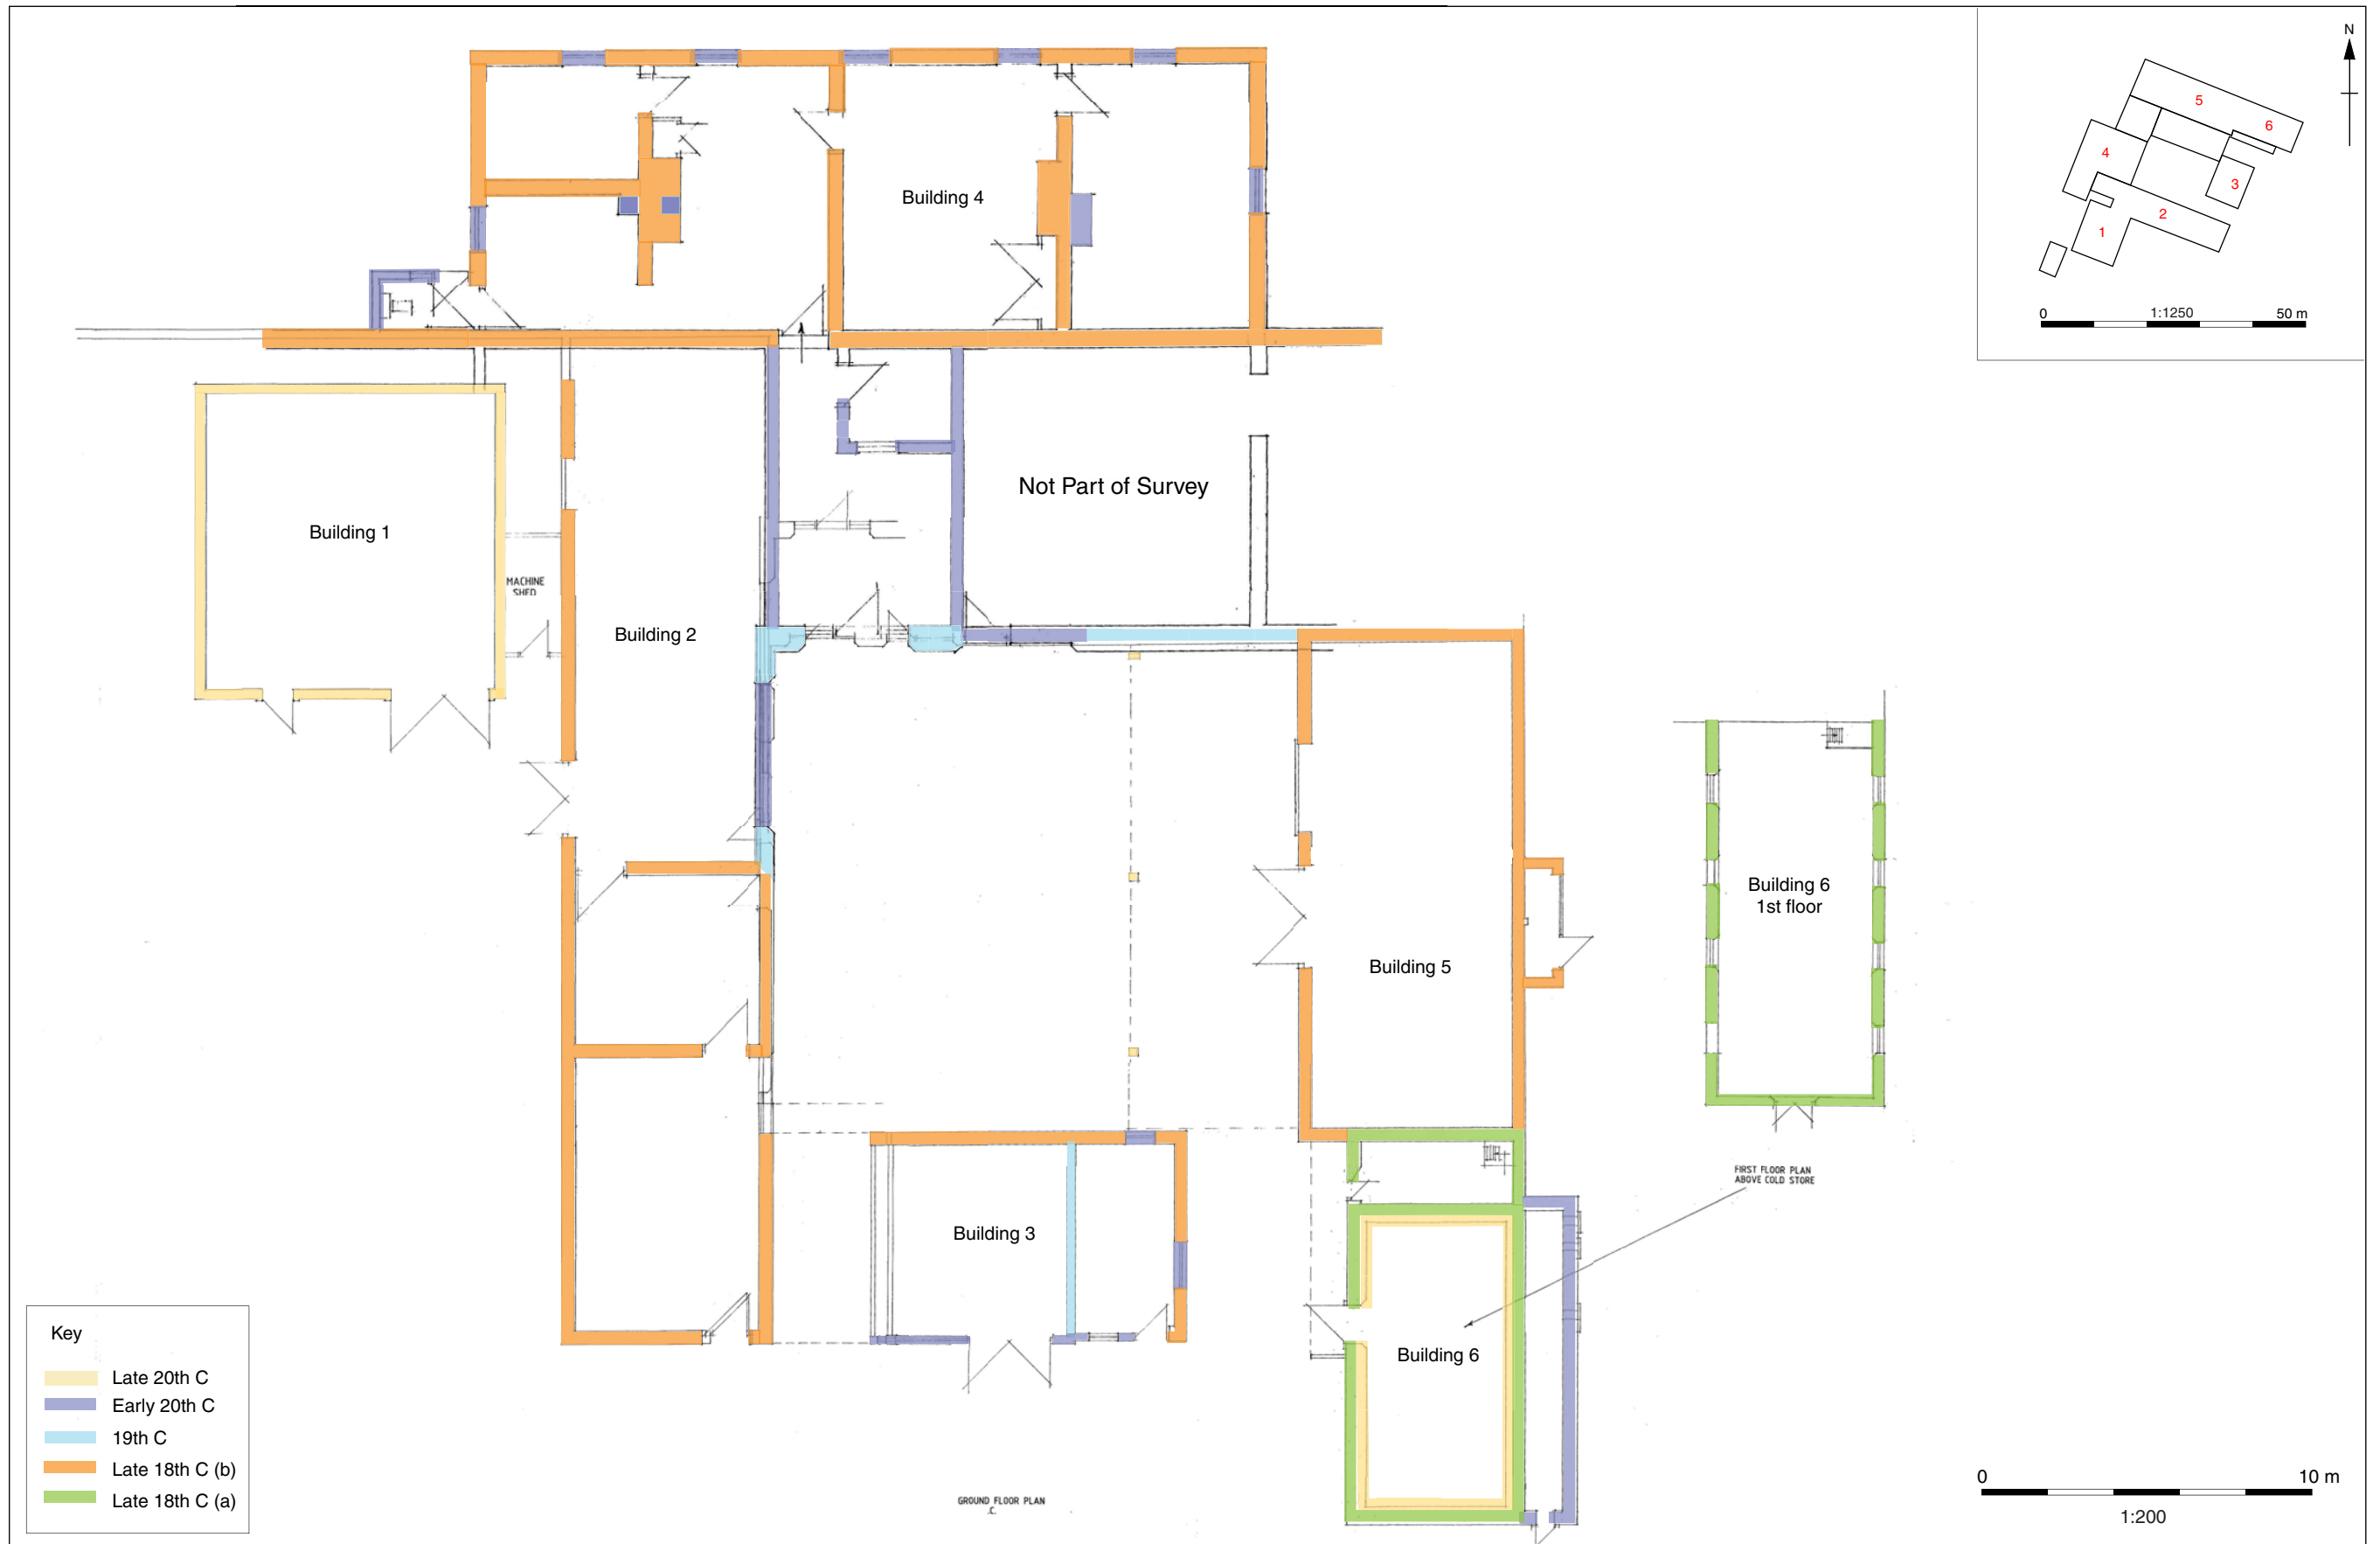 N
5
6
4
3
2
1
0 1:1250 50 m
Building 4
Not Part of Survey
Building 1
MACHINE
SHED
Building 2
Building 6
1st floor
Building 5
FIRST FLOOR PLAN
ABOVE COLD STORE
Building 3
Building 6
Key
Late 20th C
Early 20th C
19th C
Late 18th C (b)
Late 18th C (a)
GROUND FLOOR PLAN
0 10 m
1:200